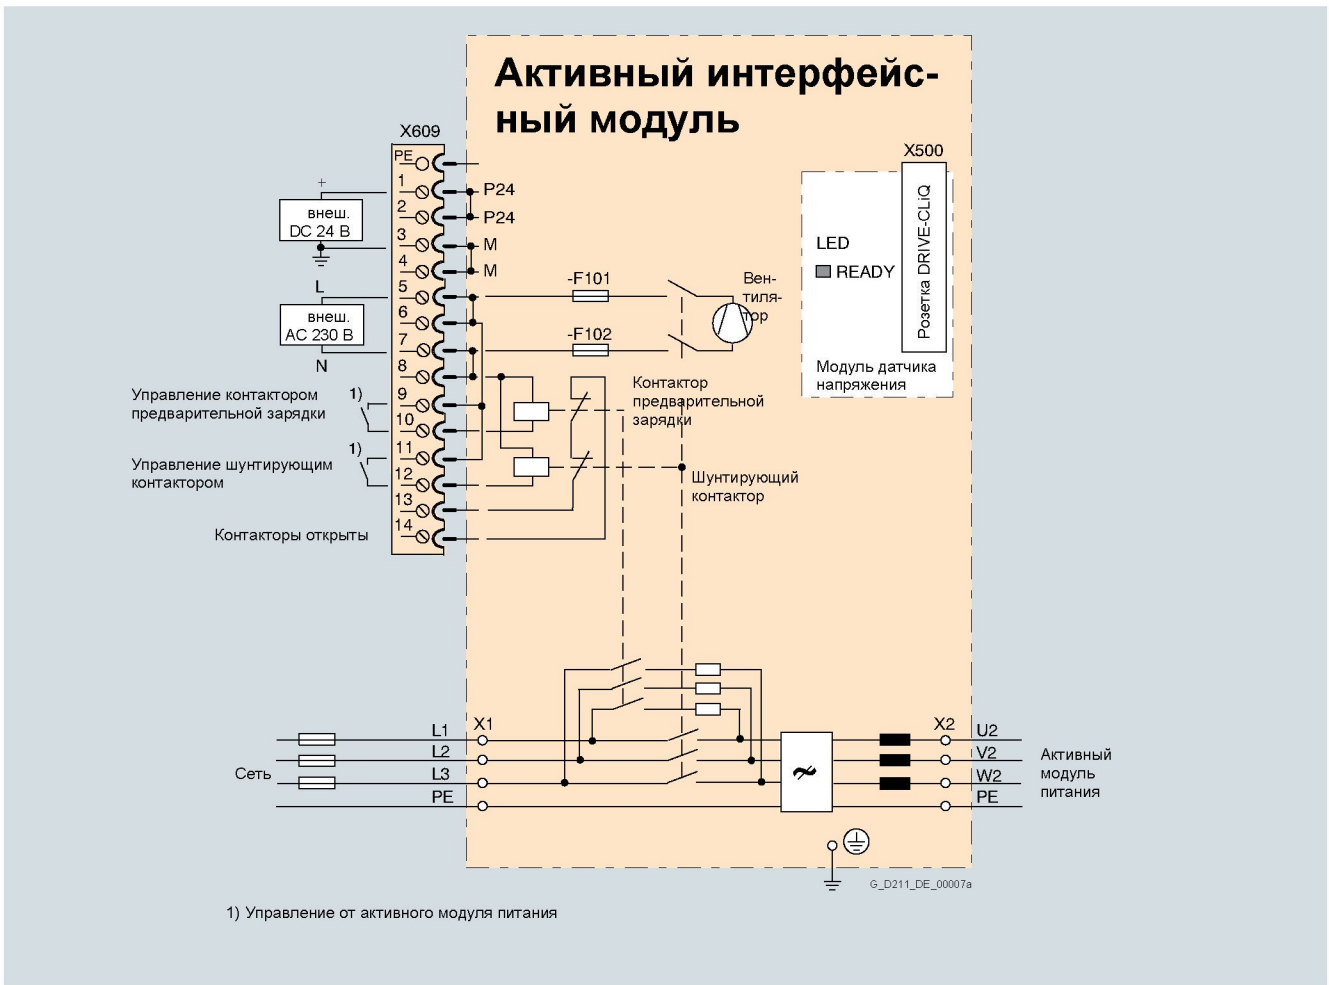 Активный интерфейс-
ный модуль
X609
X500
PE
1
P24
2
P24
3
M
4
M
5
6
7
8
9
10
11
12
13
14
+
внеш.
DC 24 В
L
внеш.
AC 230 В
N
-F101
-F102
Вен-
тиля-
тор
LED
READY
Розетка DRIVE-CLiQ
Модуль датчика
напряжения
Управление контактором
предварительной зарядки
1)
Управление шунтирующим
контактором
1)
Контакторы открыты
Контактор
предварительной
зарядки
Шунтирующий
контактор
Сеть
L1
L2
L3
PE
X1
X2
U2
V2
W2
PE
Активный
модуль
питания
G_D211_DE_00007a
1) Управление от активного модуля питания